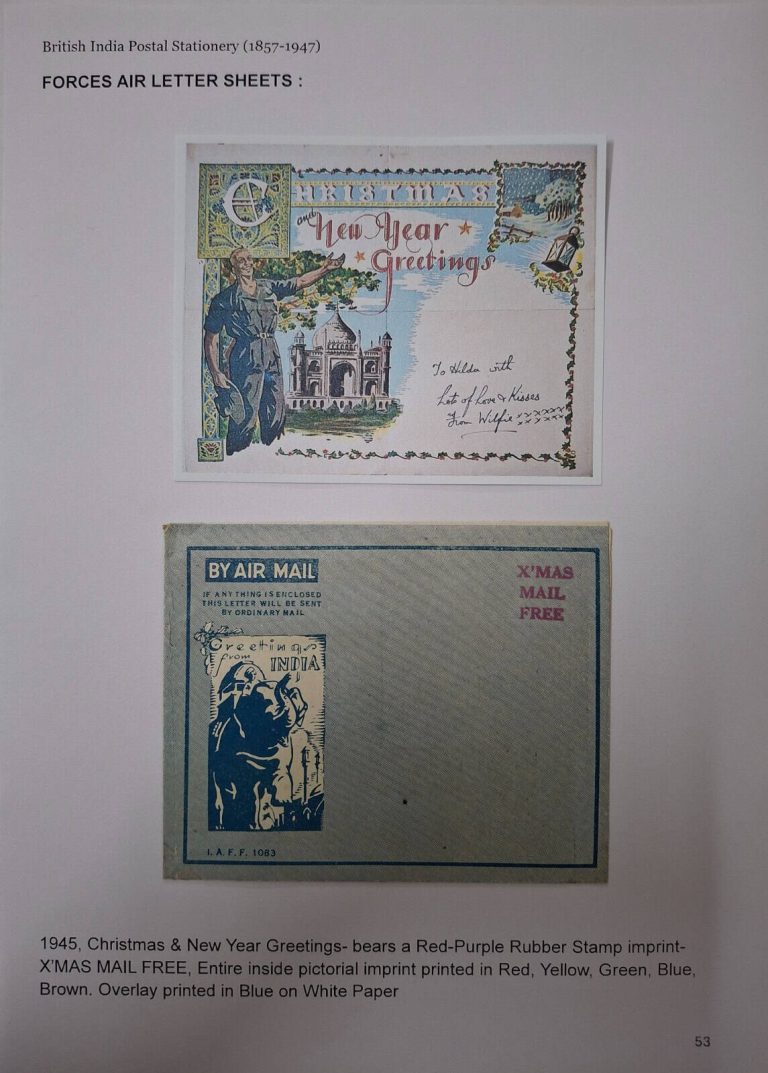 British India Postal Stationery (1857-1947)
FORCES AIR LETTER SHEETS :
CHRISTMAS
and
New Year
Greetings
To Hilda with
Lots of Love & Kisses
From Wilfie xxxxxx
xxxxxx
BY AIR MAIL
IF ANYTHING IS ENCLOSED
THIS LETTER WILL BE SENT
BY ORDINARY MAIL
X'MAS
MAIL
FREE
Greetings
from
INDIA
I. A. F. F. 1083
1945, Christmas & New Year Greetings- bears a Red-Purple Rubber Stamp imprint-
X'MAS MAIL FREE, Entire inside pictorial imprint printed in Red, Yellow, Green, Blue,
Brown. Overlay printed in Blue on White Paper
53